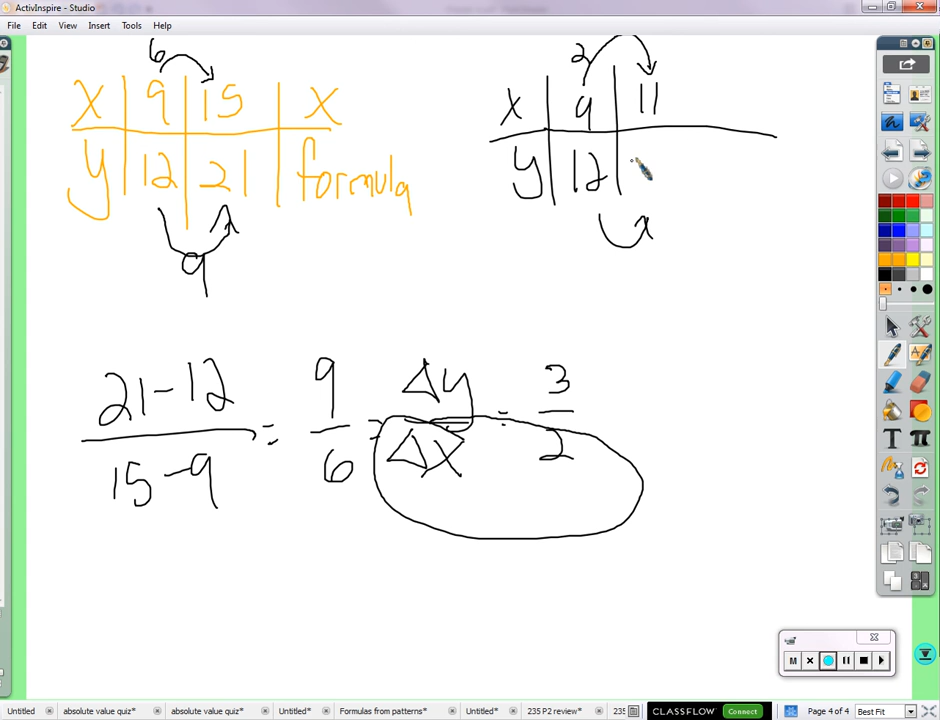 ActivInspire - Studio
File Edit View Insert Tools
6
x 9 15 x
y 12 21 formula
9
2
x 9 11
y 12
21-12 / 15-9 = 9 / 6 = Δy / Δx = 3 / 2
M
Untitled absolute value quiz* absolute value quiz* Untitled* Formulas from patterns* Untitled* 235 P2 review* 235 CLASSFLOW Connect Page 4 of 4 Best Fit